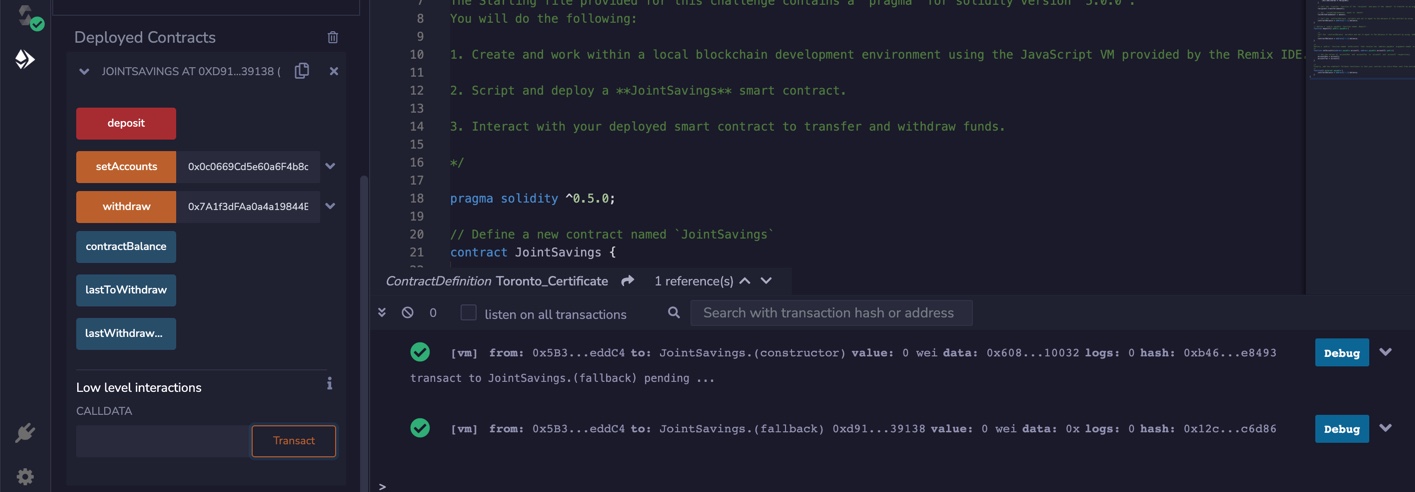 Deployed Contracts
JOINTSAVINGS AT 0XD91...39138 (
deposit
setAccounts 0x0c0669Cd5e60a6F4b8c
withdraw 0x7A1f3dFAa0a4a19844E
contractBalance
lastToWithdraw
lastWithdraw...
Low level interactions
CALLDATA
Transact
7 The Starting file provided for this challenge contains a `pragma` for solidity version `5.0.0`.
8 You will do the following:
9
10 1. Create and work within a local blockchain development environment using the JavaScript VM provided by the Remix IDE.
11
12 2. Script and deploy a **JointSavings** smart contract.
13
14 3. Interact with your deployed smart contract to transfer and withdraw funds.
15
16 */
17
18 pragma solidity ^0.5.0;
19
20 // Define a new contract named `JointSavings`
21 contract JointSavings {
ContractDefinition Toronto_Certificate 1 reference(s)
0 listen on all transactions Search with transaction hash or address
[vm] from: 0x5B3...eddC4 to: JointSavings.(constructor) value: 0 wei data: 0x608...10032 logs: 0 hash: 0xb46...e8493 Debug
transact to JointSavings.(fallback) pending ...
[vm] from: 0x5B3...eddC4 to: JointSavings.(fallback) 0xd91...39138 value: 0 wei data: 0x logs: 0 hash: 0x12c...c6d86 Debug
>